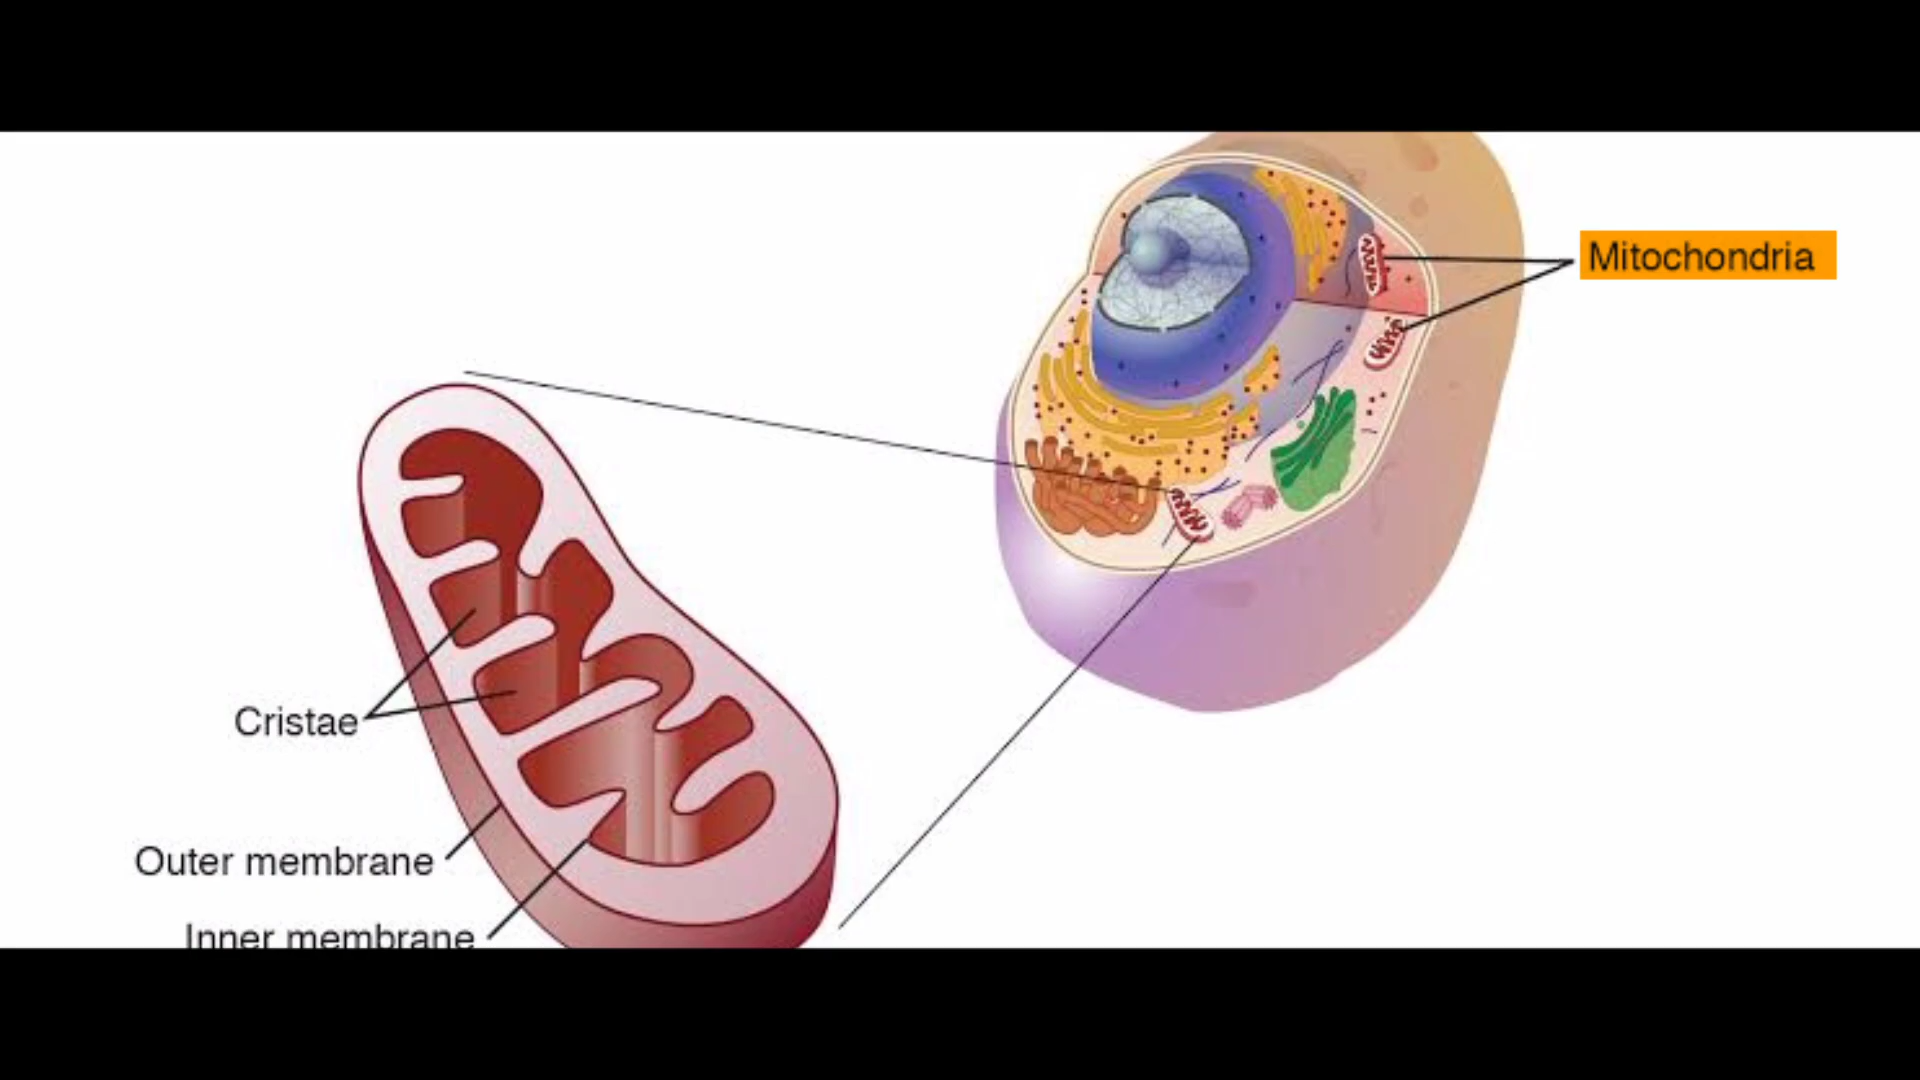 Mitochondria
Cristae
Outer membrane
Inner membrane